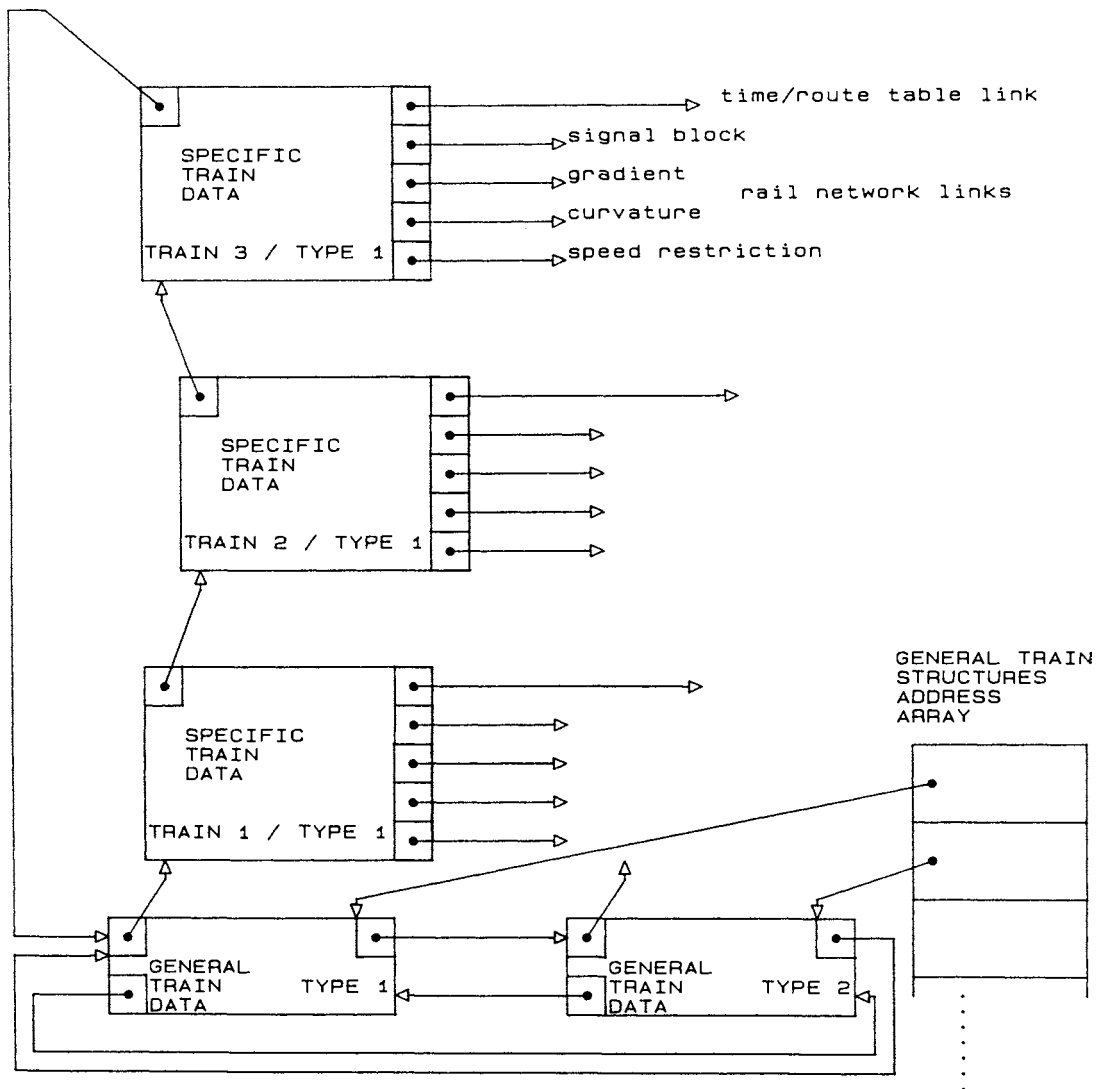 time/route table link
signal block
SPECIFIC
TRAIN
DATA
gradient
rail network links
curvature
TRAIN 3 / TYPE 1
speed restriction
SPECIFIC
TRAIN
DATA
TRAIN 2 / TYPE 1
GENERAL TRAIN
STRUCTURES
ADDRESS
ARRAY
SPECIFIC
TRAIN
DATA
TRAIN 1 / TYPE 1
GENERAL
TRAIN
DATA
TYPE 1
GENERAL
TRAIN
DATA
TYPE 2